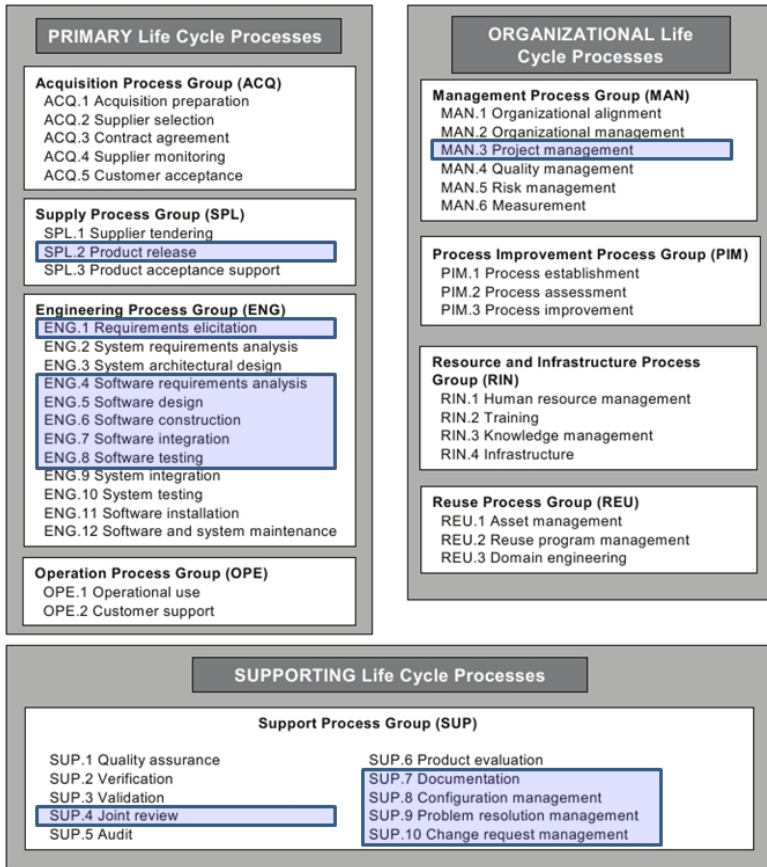 PRIMARY Life Cycle Processes
Acquisition Process Group (ACQ)
ACQ.1 Acquisition preparation
ACQ.2 Supplier selection
ACQ.3 Contract agreement
ACQ.4 Supplier monitoring
ACQ.5 Customer acceptance
Supply Process Group (SPL)
SPL.1 Supplier tendering
SPL.2 Product release
SPL.3 Product acceptance support
Engineering Process Group (ENG)
ENG.1 Requirements elicitation
ENG.2 System requirements analysis
ENG.3 System architectural design
ENG.4 Software requirements analysis
ENG.5 Software design
ENG.6 Software construction
ENG.7 Software integration
ENG.8 Software testing
ENG.9 System integration
ENG.10 System testing
ENG.11 Software installation
ENG.12 Software and system maintenance
Operation Process Group (OPE)
OPE.1 Operational use
OPE.2 Customer support
ORGANIZATIONAL Life
Cycle Processes
Management Process Group (MAN)
MAN.1 Organizational alignment
MAN.2 Organizational management
MAN.3 Project management
MAN.4 Quality management
MAN.5 Risk management
MAN.6 Measurement
Process Improvement Process Group (PIM)
PIM.1 Process establishment
PIM.2 Process assessment
PIM.3 Process improvement
Resource and Infrastructure Process
Group (RIN)
RIN.1 Human resource management
RIN.2 Training
RIN.3 Knowledge management
RIN.4 Infrastructure
Reuse Process Group (REU)
REU.1 Asset management
REU.2 Reuse program management
REU.3 Domain engineering
SUPPORTING Life Cycle Processes
Support Process Group (SUP)
SUP.1 Quality assurance
SUP.2 Verification
SUP.3 Validation
SUP.4 Joint review
SUP.5 Audit
SUP.6 Product evaluation
SUP.7 Documentation
SUP.8 Configuration management
SUP.9 Problem resolution management
SUP.10 Change request management